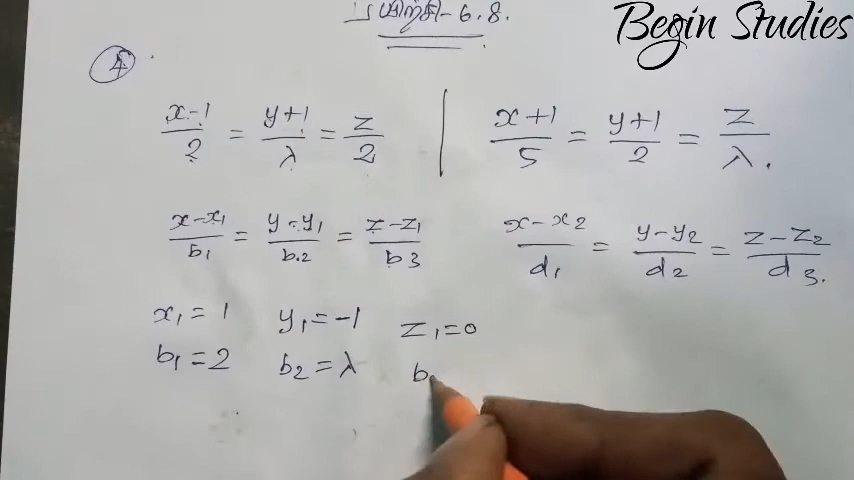 பயிற்சி - 6.8.
Begin Studies
4
x-1/2 = y+1/λ = z/2 | x+1/5 = y+1/2 = z/λ.
x-x₁/b₁ = y-y₁/b₂ = z-z₁/b₃ x-x₂/d₁ = y-y₂/d₂ = z-z₂/d₃.
x₁ = 1 y₁ = -1 z₁ = 0
b₁ = 2 b₂ = λ b